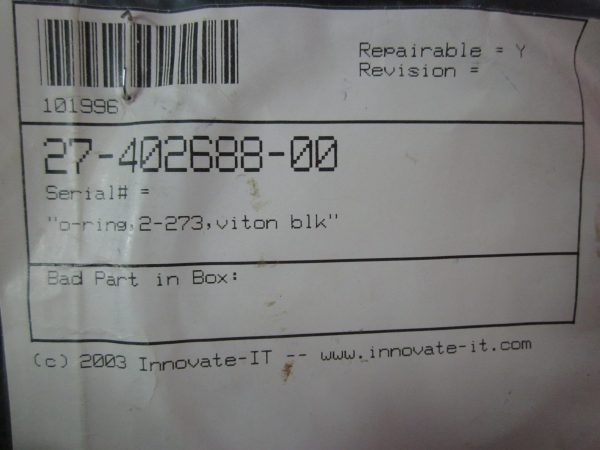 Repairable = Y
Revision =
101996
27-402688-00
Serial# =
"o-ring,2-273,viton blk"
Bad Part in Box:
(c) 2003 Innovate-IT -- www.innovate-it.com